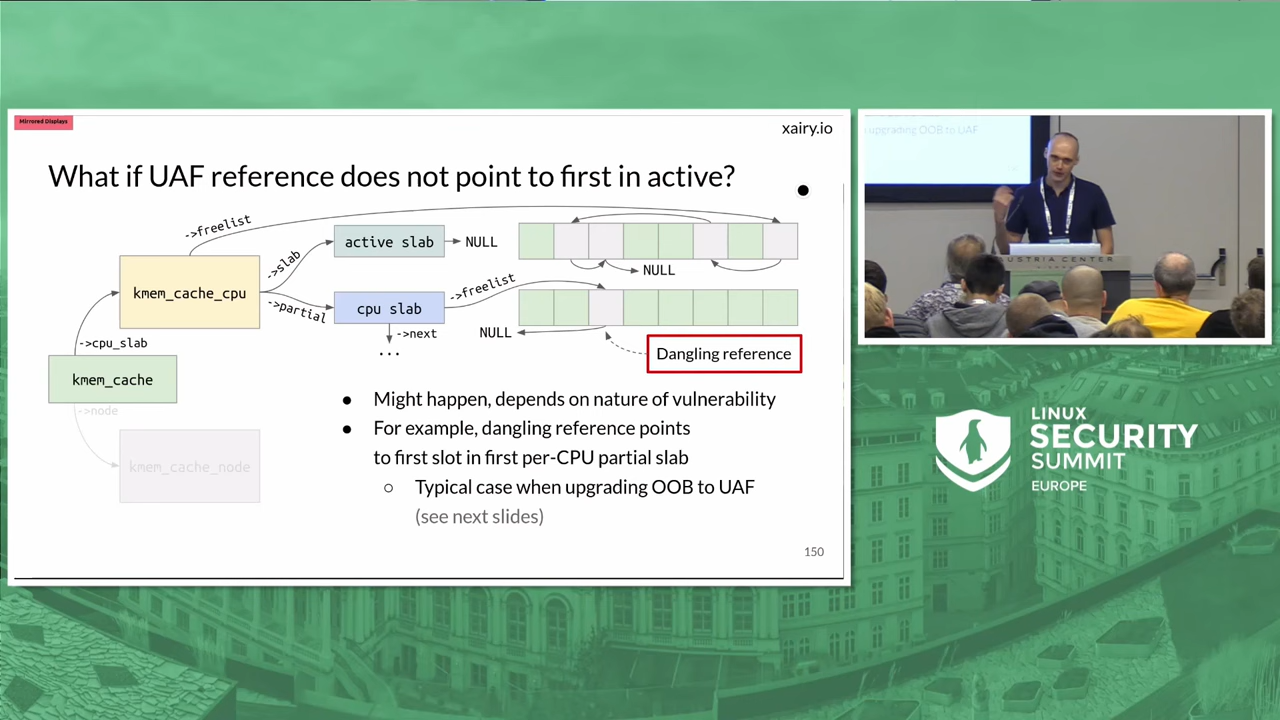 Mirrored Displays
xairy.io
What if UAF reference does not point to first in active?
->freelist
active slab
NULL
->slab
NULL
kmem_cache_cpu
->partial
cpu slab
->freelist
->next
NULL
...
->cpu_slab
Dangling reference
kmem_cache
->node
kmem_cache_node
● Might happen, depends on nature of vulnerability
● For example, dangling reference points
to first slot in first per-CPU partial slab
○ Typical case when upgrading OOB to UAF
(see next slides)
150
upgrading OOB to UAF
USTRIA CENTER
LINUX
SECURITY
SUMMIT
EUROPE